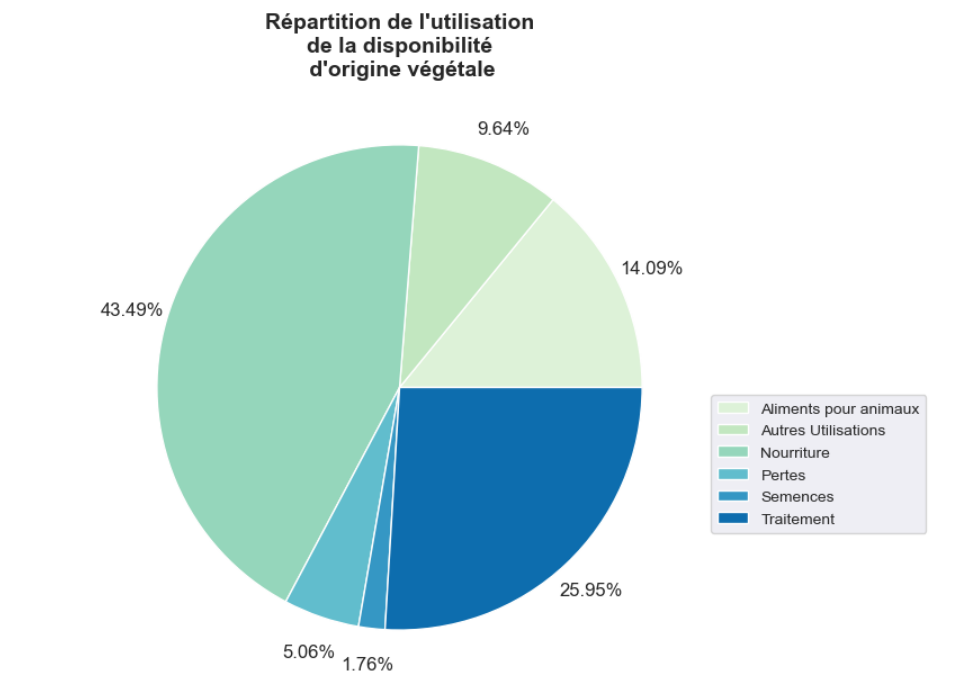 Répartition de l'utilisation
de la disponibilité
d'origine végétale
9.64%
14.09%
43.49%
Aliments pour animaux
Autres Utilisations
Nourriture
Pertes
Semences
Traitement
25.95%
5.06%
1.76%